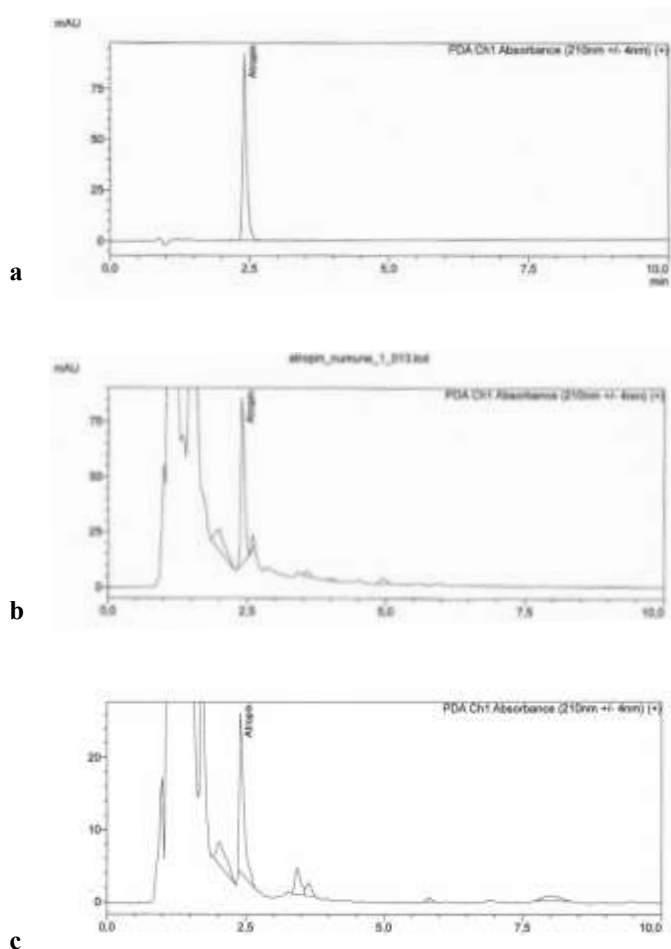 mAU
PDA Ch1 Absorbance (210nm +/- 4nm) (+)
Atropin
75
50
25
0
0,0 2,5 5,0 7,5 10,0
min
a
atropin_numune_1_013.lcd
mAU
PDA Ch1 Absorbance (210nm +/- 4nm) (+)
Atropin
75
50
25
0
0,0 2,5 5,0 7,5 10,0
b
PDA Ch1 Absorbance (210nm +/- 4nm) (+)
Atropin
20
10
0
0,0 2,5 5,0 7,5 10,0
c